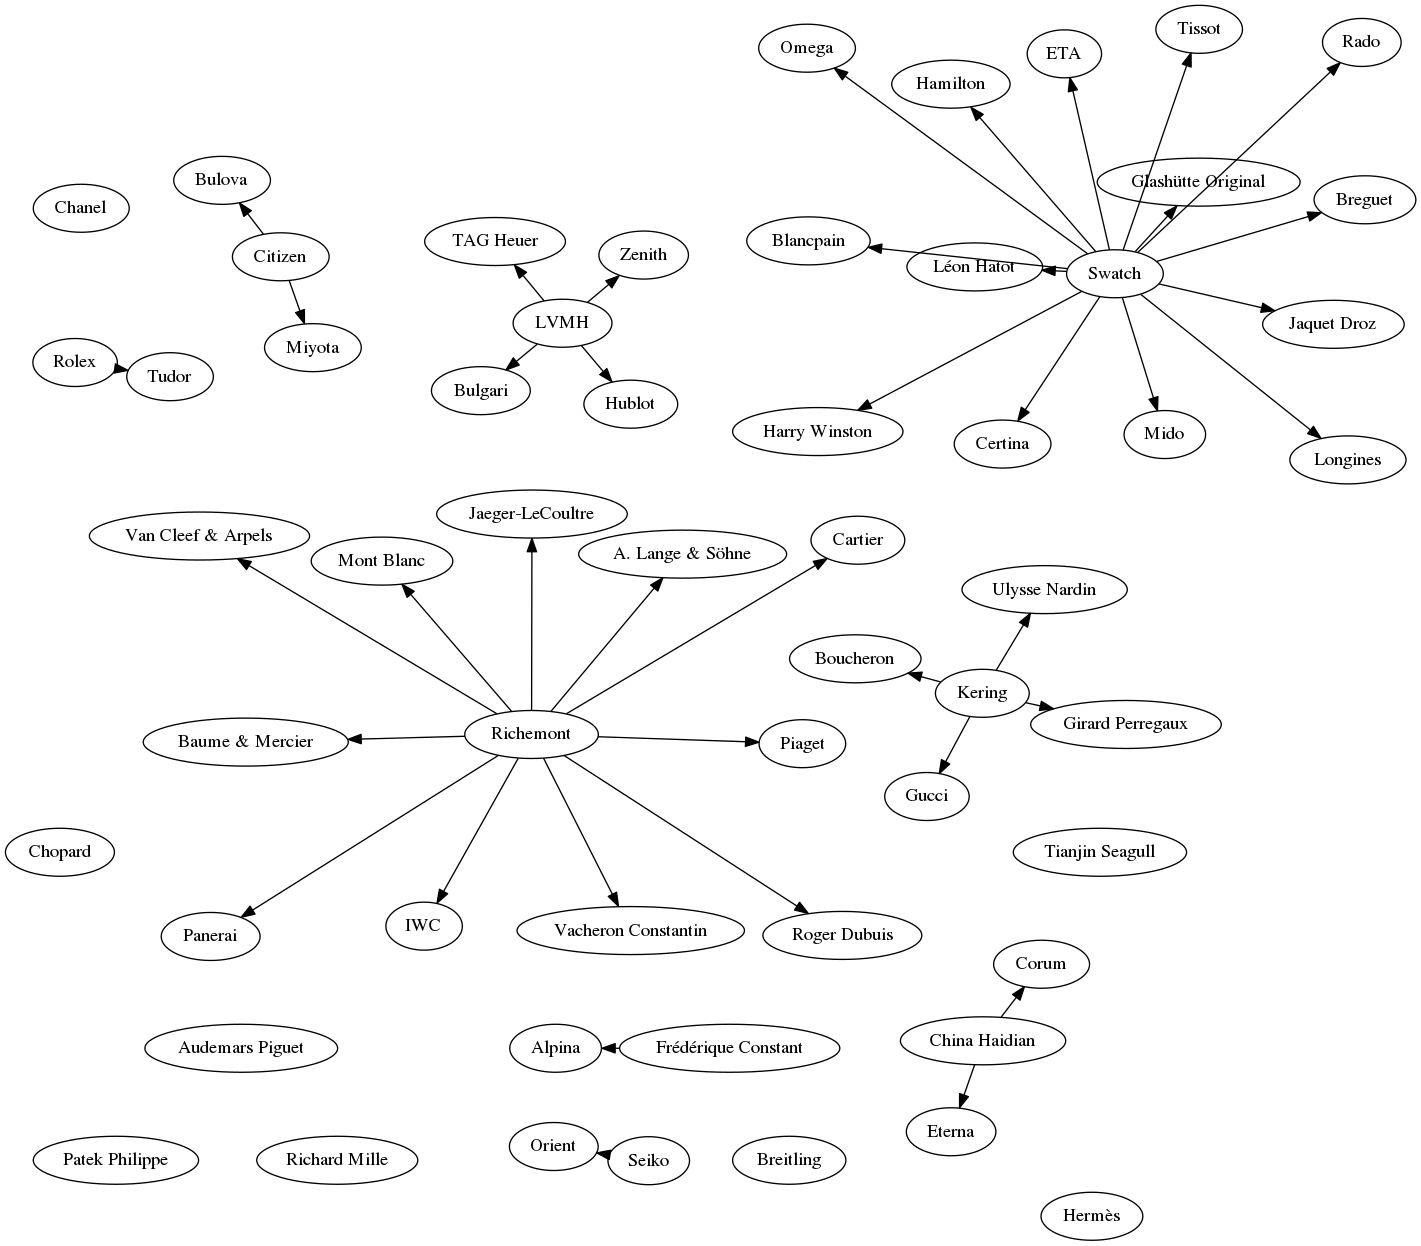 Tissot
Rado
Omega
ETA
Hamilton
Bulova
Glashütte Original
Chanel
Breguet
Blancpain
TAG Heuer
Zenith
Citizen
Léon Hatot
Swatch
LVMH
Jaquet Droz
Miyota
Rolex
Tudor
Bulgari
Hublot
Harry Winston
Certina
Mido
Longines
Jaeger-LeCoultre
Van Cleef & Arpels
Cartier
A. Lange & Söhne
Mont Blanc
Ulysse Nardin
Boucheron
Kering
Girard Perregaux
Richemont
Baume & Mercier
Piaget
Gucci
Chopard
Tianjin Seagull
IWC
Vacheron Constantin
Panerai
Roger Dubuis
Corum
China Haidian
Audemars Piguet
Alpina
Frédérique Constant
Eterna
Orient
Patek Philippe
Richard Mille
Seiko
Breitling
Hermès